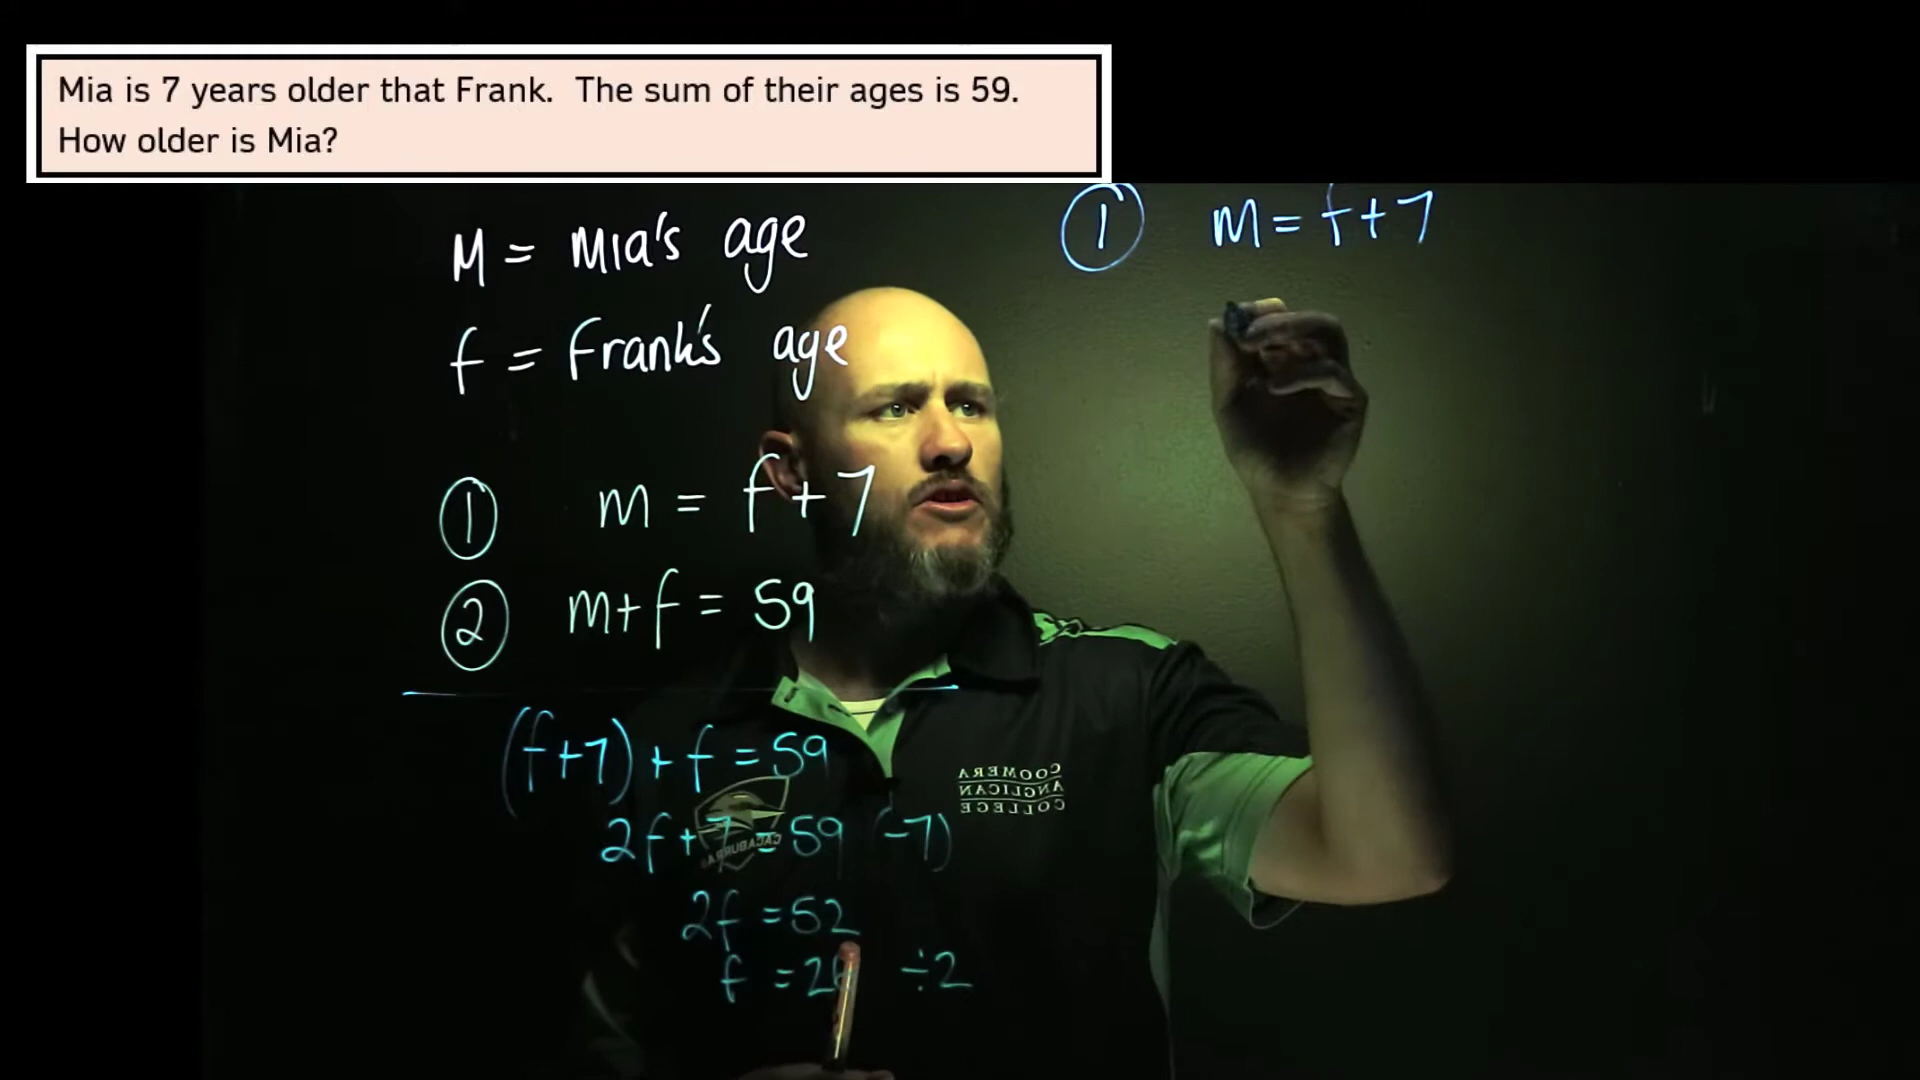 Mia is 7 years older that Frank. The sum of their ages is 59.
How older is Mia?
M = Mia's age
f = Frank's age
① m = f+7
② m+f = 59
(f+7) + f = 59
2f+7 = 59 (-7)
2f = 52
f = 26 ÷2
① m = f+7
COOMERA
ANGLICAN
COLLEGE